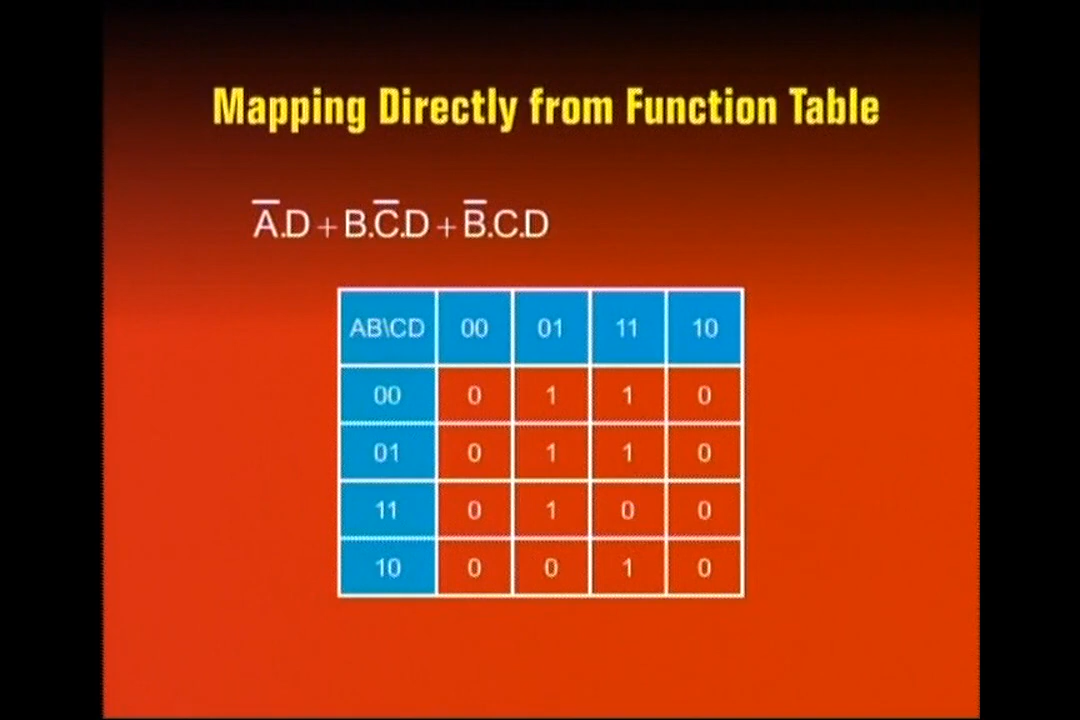 Mapping Directly from Function Table
A̅.D + B.C̅.D + B̅.C.D
AB\CD 00 01 11 10
00 0 1 1 0
01 0 1 1 0
11 0 1 0 0
10 0 0 1 0